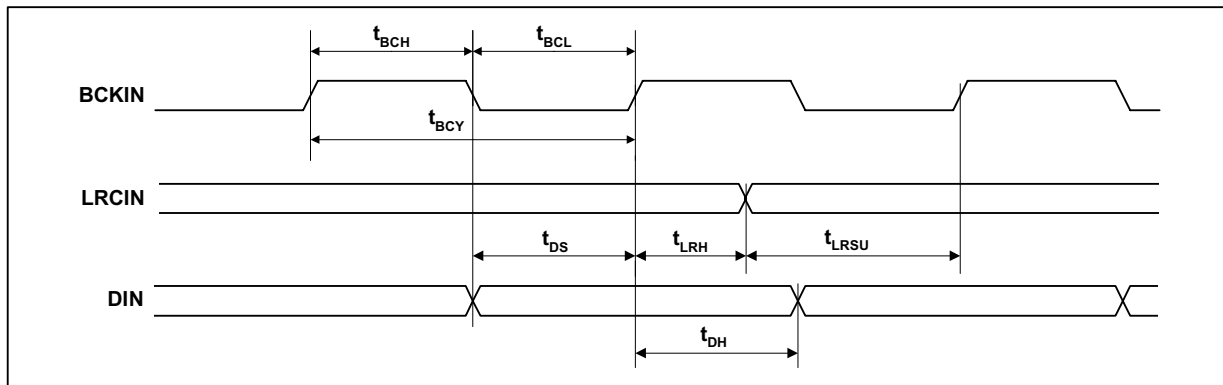 tBCH
tBCL
BCKIN
tBCY
LRCIN
tDS
tLRH
tLRSU
DIN
tDH